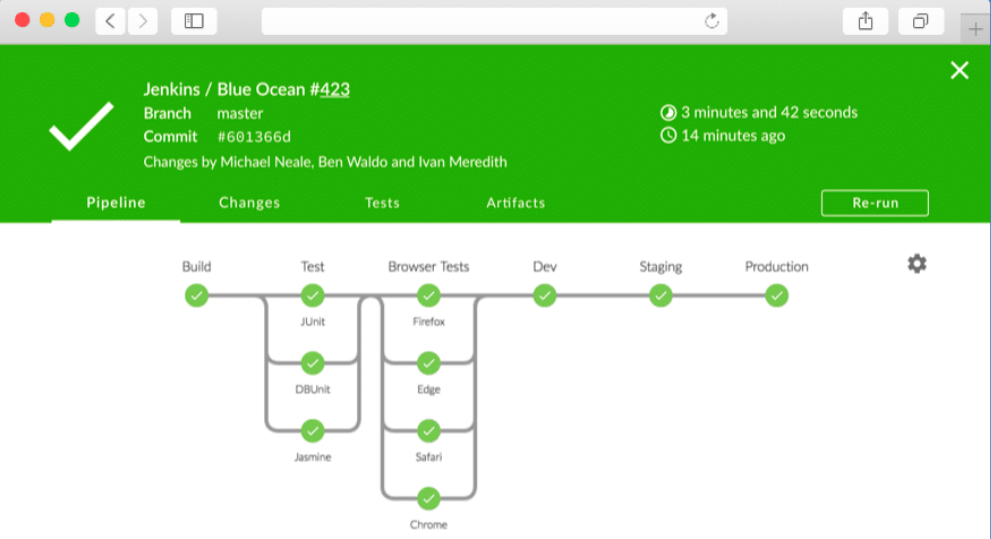 Jenkins / Blue Ocean #423
Branch master
Commit #601366d
Changes by Michael Neale, Ben Waldo and Ivan Meredith
3 minutes and 42 seconds
14 minutes ago
Pipeline Changes Tests Artifacts Re-run
Build Test Browser Tests Dev Staging Production
JUnit Firefox
DBUnit Edge
Jasmine Safari
Chrome